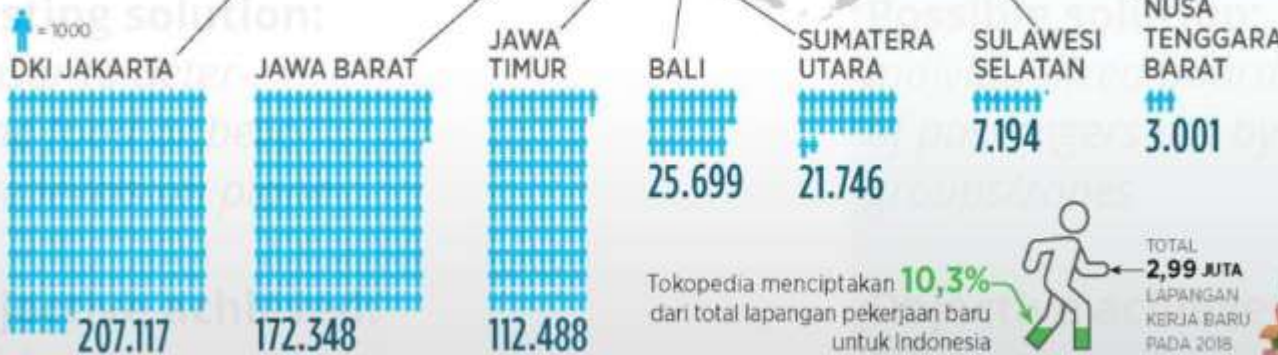 = 1000
DKI JAKARTA
207.117
JAWA BARAT
172.348
JAWA
TIMUR
112.488
BALI
25.699
SUMATERA
UTARA
21.746
SULAWESI
SELATAN
7.194
NUSA
TENGGARA
BARAT
3.001
Tokopedia menciptakan 10,3%
dari total lapangan pekerjaan baru
untuk Indonesia
TOTAL
2,99 JUTA
LAPANGAN
KERJA BARU
PADA 2018